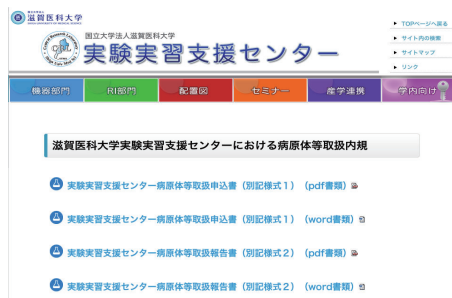 滋賀医科大学
国立大学法人滋賀医科大学
実験実習支援センター
TOPページへ戻る
サイト内の検索
サイトマップ
リンク
機器部門 RI部門 配置図 セミナー 産学連携 学内向け
滋賀医科大学実験実習支援センターにおける病原体等取扱内規
実験実習支援センター病原体等取扱申込書（別記様式１）（pdf書類）
実験実習支援センター病原体等取扱申込書（別記様式１）（word書類）
実験実習支援センター病原体等取扱報告書（別記様式２）（pdf書類）
実験実習支援センター病原体等取扱報告書（別記様式２）（word書類）